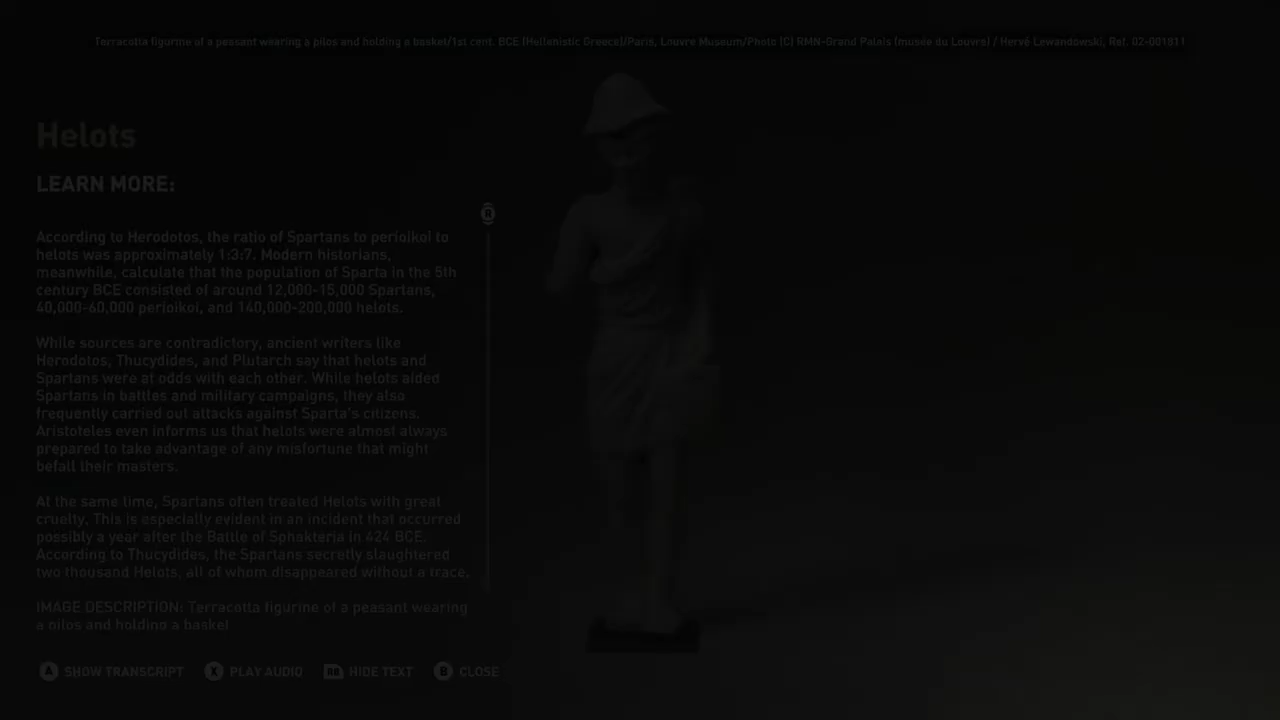 Terracotta figurine of a peasant wearing a pilos and holding a basket/1st cent. BCE (Hellenistic Greece)/Paris, Louvre Museum/Photo (C) RMN-Grand Palais (musée du Louvre) / Hervé Lewandowski, Ref. 02-001911
Helots
LEARN MORE:
R
According to Herodotos, the ratio of Spartans to perioikoi to
helots was approximately 1:3:7. Modern historians,
meanwhile, calculate that the population of Sparta in the 5th
century BCE consisted of around 12,000-15,000 Spartans,
40,000-60,000 perioikoi, and 140,000-200,000 helots.
While sources are contradictory, ancient writers like
Herodotos, Thucydides, and Plutarch say that helots and
Spartans were at odds with each other. While helots aided
Spartans in battles and military campaigns, they also
frequently carried out attacks against Sparta's citizens.
Aristoteles even informs us that helots were almost always
prepared to take advantage of any misfortune that might
befall their masters.
At the same time, Spartans often treated Helots with great
cruelty. This is especially evident in an incident that occurred
possibly a year after the Battle of Sphakteria in 424 BCE.
According to Thucydides, the Spartans secretly slaughtered
two thousand Helots, all of whom disappeared without a trace.
IMAGE DESCRIPTION: Terracotta figurine of a peasant wearing
a pilos and holding a basket
A SHOW TRANSCRIPT X PLAY AUDIO RB HIDE TEXT B CLOSE